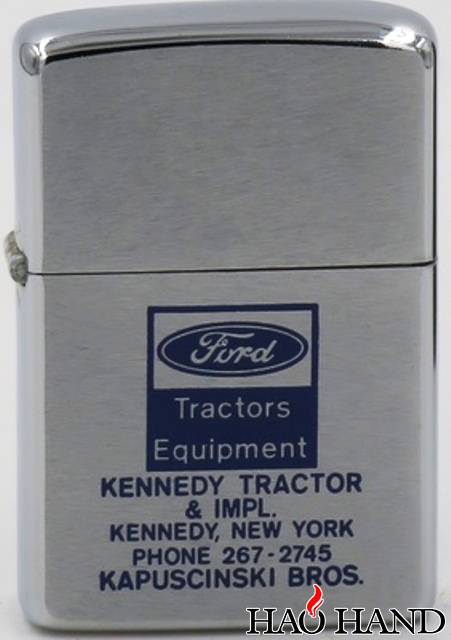 Ford
Tractors
Equipment
KENNEDY TRACTOR
& IMPL.
KENNEDY, NEW YORK
PHONE 267-2745
KAPUSCINSKI BROS.
HAO HAND